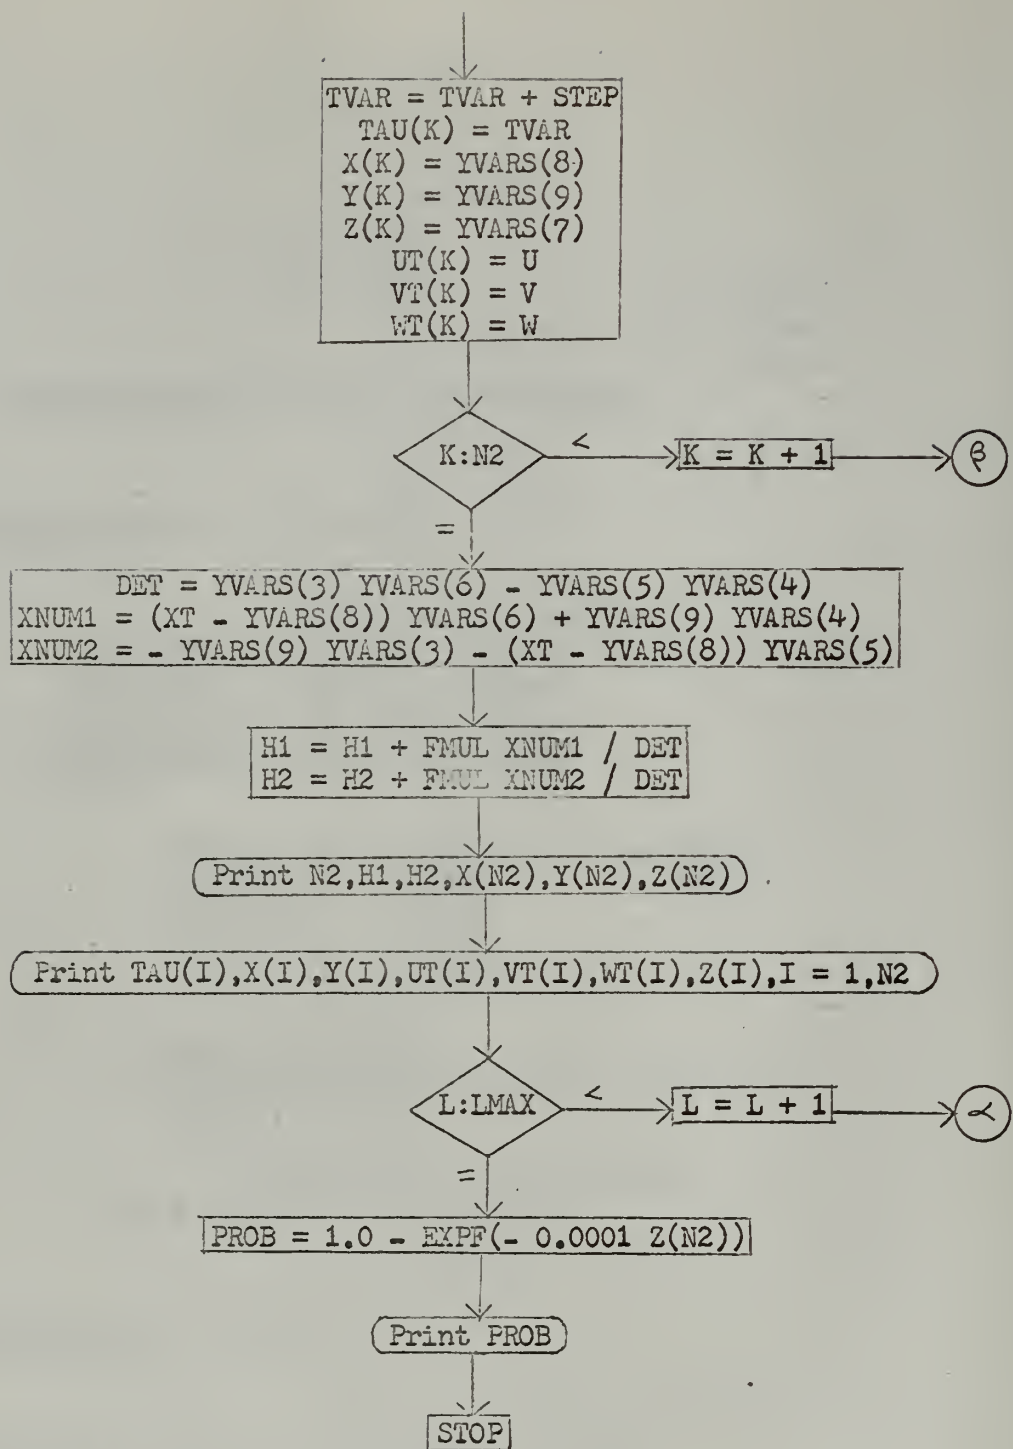 TVAR = TVAR + STEP
TAU(K) = TVAR
X(K) = YVARS(8)
Y(K) = YVARS(9)
Z(K) = YVARS(7)
UT(K) = U
VT(K) = V
WT(K) = W
K:N2
<
K = K + 1
β
=
DET = YVARS(3) YVARS(6) - YVARS(5) YVARS(4)
XNUM1 = (XT - YVARS(8)) YVARS(6) + YVARS(9) YVARS(4)
XNUM2 = - YVARS(9) YVARS(3) - (XT - YVARS(8)) YVARS(5)
H1 = H1 + FMUL XNUM1 / DET
H2 = H2 + FMUL XNUM2 / DET
Print N2,H1,H2,X(N2),Y(N2),Z(N2)
Print TAU(I),X(I),Y(I),UT(I),VT(I),WT(I),Z(I),I = 1,N2
L:LMAX
<
L = L + 1
α
=
PROB = 1.0 - EXPF(- 0.0001 Z(N2))
Print PROB
STOP